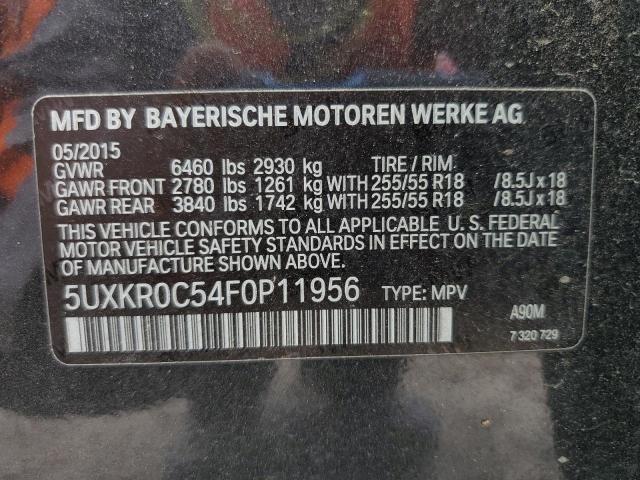 MFD BY BAYERISCHE MOTOREN WERKE AG
05/2015
GVWR 6460 lbs 2930 kg TIRE / RIM.
GAWR FRONT 2780 lbs 1261 kg WITH 255/55 R18 /8.5J x 18
GAWR REAR 3840 lbs 1742 kg WITH 255/55 R18 /8.5J x 18
THIS VEHICLE CONFORMS TO ALL APPLICABLE U. S. FEDERAL
MOTOR VEHICLE SAFETY STANDARDS IN EFFECT ON THE DATE
OF MANUFACTURE SHOWN ABOVE.
5UXKR0C54F0P11956 TYPE: MPV
A90M
7 320 729